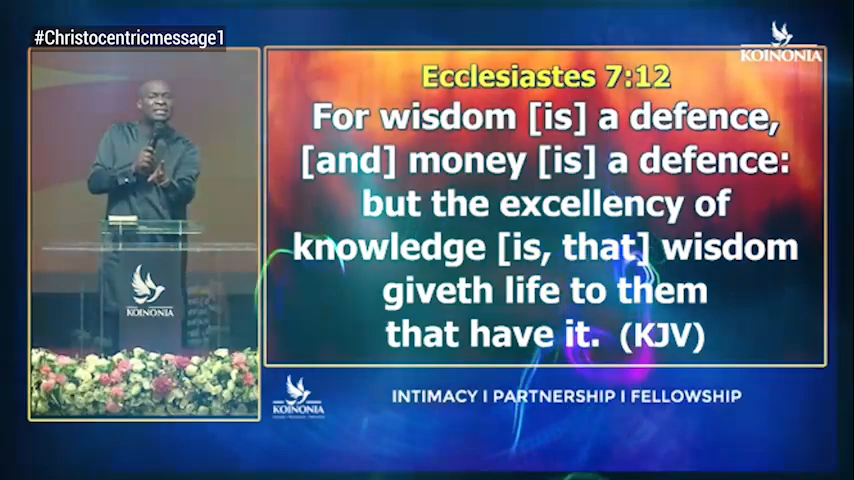 #Christocentricmessage1
KOINONIA
Ecclesiastes 7:12
For wisdom [is] a defence,
[and] money [is] a defence:
but the excellency of
knowledge [is, that] wisdom
giveth life to them
that have it. (KJV)
KOINONIA
KOINONIA
INTIMACY I PARTNERSHIP I FELLOWSHIP